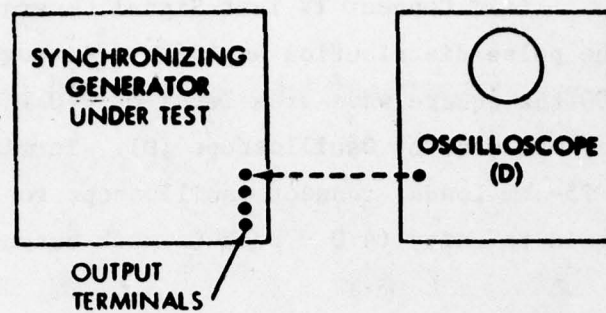 SYNCHRONIZING
GENERATOR
UNDER TEST
OSCILLOSCOPE
(D)
OUTPUT
TERMINALS